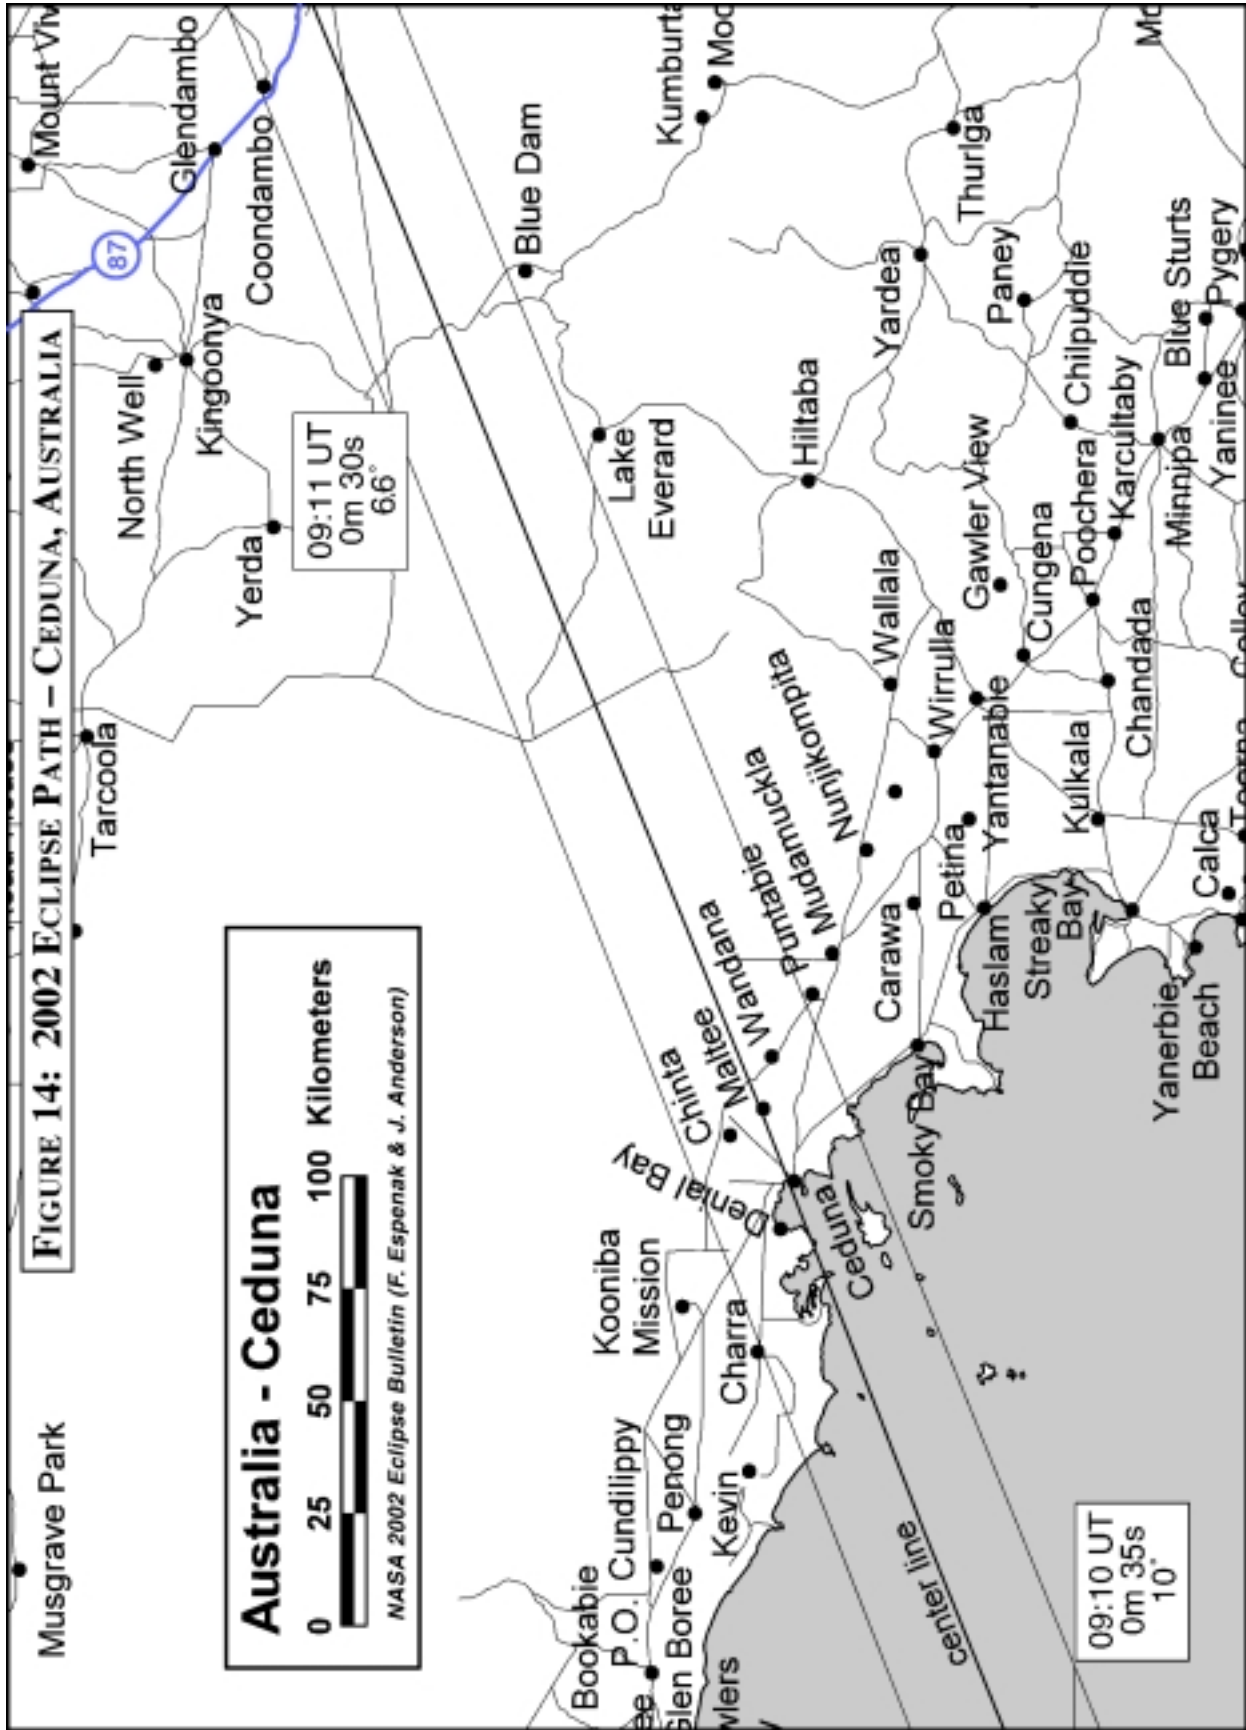 FIGURE 14: 2002 ECLIPSE PATH – CEDUNA, AUSTRALIA
Musgrave Park
Tarcoola
North Well
Kingoonya
87
Glendambo
Mount Viv
Coondambo
Yerda
Australia - Ceduna
0 25 50 75 100 Kilometers
NASA 2002 Eclipse Bulletin (F. Espenak & J. Anderson)
09:11 UT
0m 30s
6.6°
Blue Dam
Lake
Everard
Kumburta
Moo
Hiltaba
Yardea
Thurlga
Paney
Chilpuddie
Blue Sturts
Pygery
Yaninee
Minnipa
Karcultaby
Poochera
Cungena
Gawler View
Wallala
Wirrulla
Yantanabie
Chandada
Kulkala
Petina
Nunjikompita
Mudamuckla
Puntabie
Wandana
Maltee
Chinta
Denial Bay
Ceduna
Kooniba
Mission
Charra
Kevin
Penong
Cundilippy
P.O.
Bookabie
Glen Boree
ee
wlers
Carawa
Smoky Bay
Haslam
Streaky
Bay
Calca
Yanerbie
Beach
center line
09:10 UT
0m 35s
10°